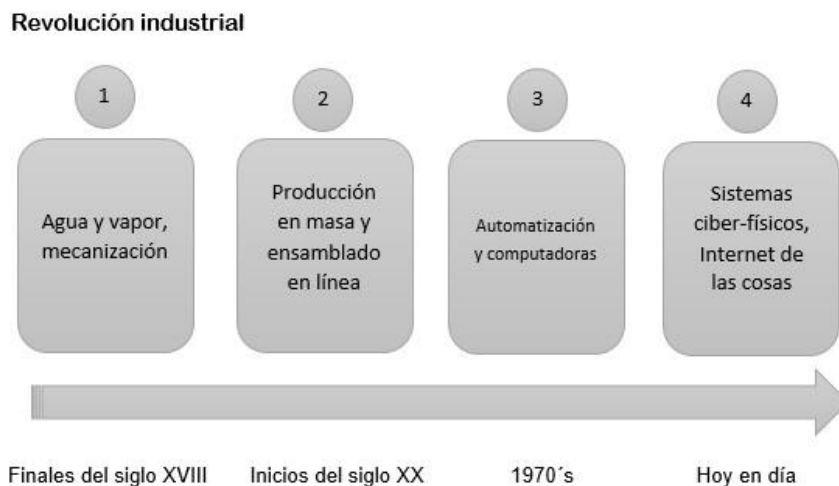 Revolución industrial
1
2
3
4
Agua y vapor,
mecanización
Producción
en masa y
ensamblado
en línea
Automatización
y computadoras
Sistemas
ciber-físicos,
Internet de
las cosas
Finales del siglo XVIII
Inicios del siglo XX
1970´s
Hoy en día